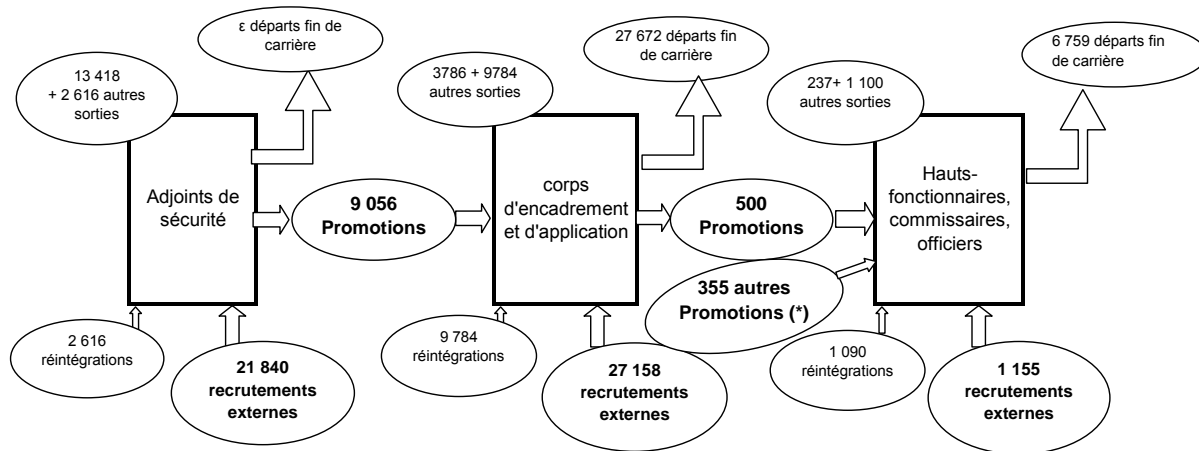 ε départs fin de
carrière
13 418
+ 2 616 autres
sorties
Adjoints de
sécurité
2 616
réintégrations
21 840
recrutements
externes
9 056
Promotions
27 672 départs fin
de carrière
3786 + 9784
autres sorties
corps
d'encadrement
et d'application
9 784
réintégrations
27 158
recrutements
externes
500
Promotions
355 autres
Promotions (*)
6 759 départs
fin de carrière
237+ 1 100
autres sorties
Hauts-
fonctionnaires,
commissaires,
officiers
1 090
réintégrations
1 155
recrutements
externes